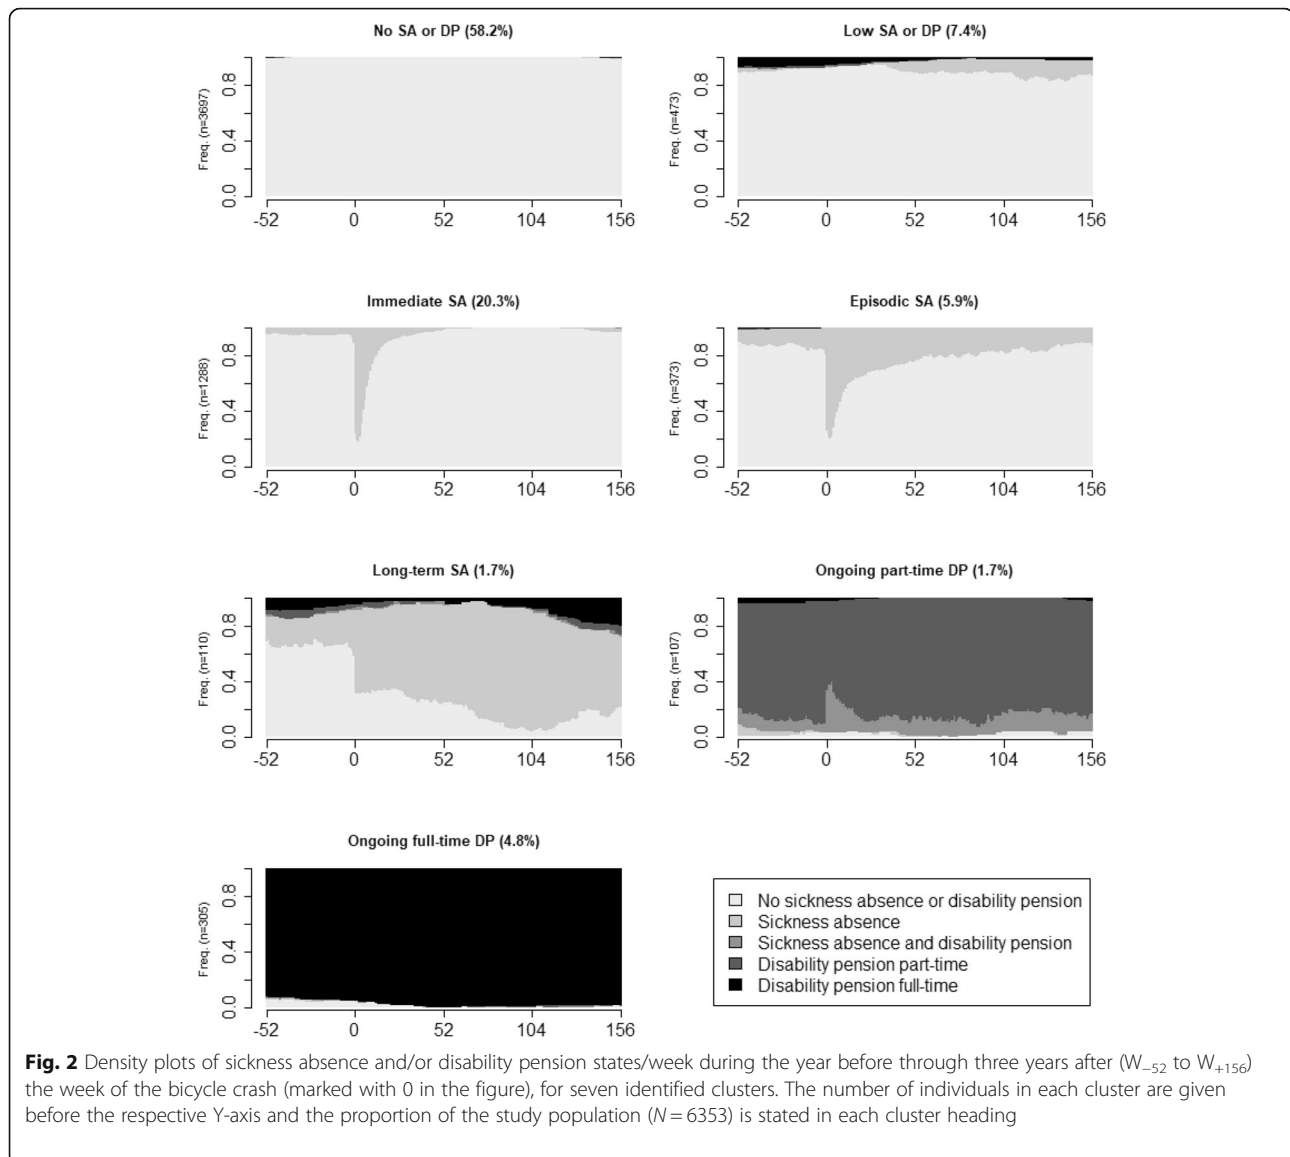 No SA or DP (58.2%)
Freq. (n=3697)
0.0 0.4 0.8
-52 0 52 104 156
Low SA or DP (7.4%)
Freq. (n=473)
0.0 0.4 0.8
-52 0 52 104 156
Immediate SA (20.3%)
Freq. (n=1288)
0.0 0.4 0.8
-52 0 52 104 156
Episodic SA (5.9%)
Freq. (n=373)
0.0 0.4 0.8
-52 0 52 104 156
Long-term SA (1.7%)
Freq. (n=110)
0.0 0.4 0.8
-52 0 52 104 156
Ongoing part-time DP (1.7%)
Freq. (n=107)
0.0 0.4 0.8
-52 0 52 104 156
Ongoing full-time DP (4.8%)
Freq. (n=305)
0.0 0.4 0.8
-52 0 52 104 156
No sickness absence or disability pension
Sickness absence
Sickness absence and disability pension
Disability pension part-time
Disability pension full-time
Fig. 2 Density plots of sickness absence and/or disability pension states/week during the year before through three years after (W−52 to W+156)
the week of the bicycle crash (marked with 0 in the figure), for seven identified clusters. The number of individuals in each cluster are given
before the respective Y-axis and the proportion of the study population (N = 6353) is stated in each cluster heading